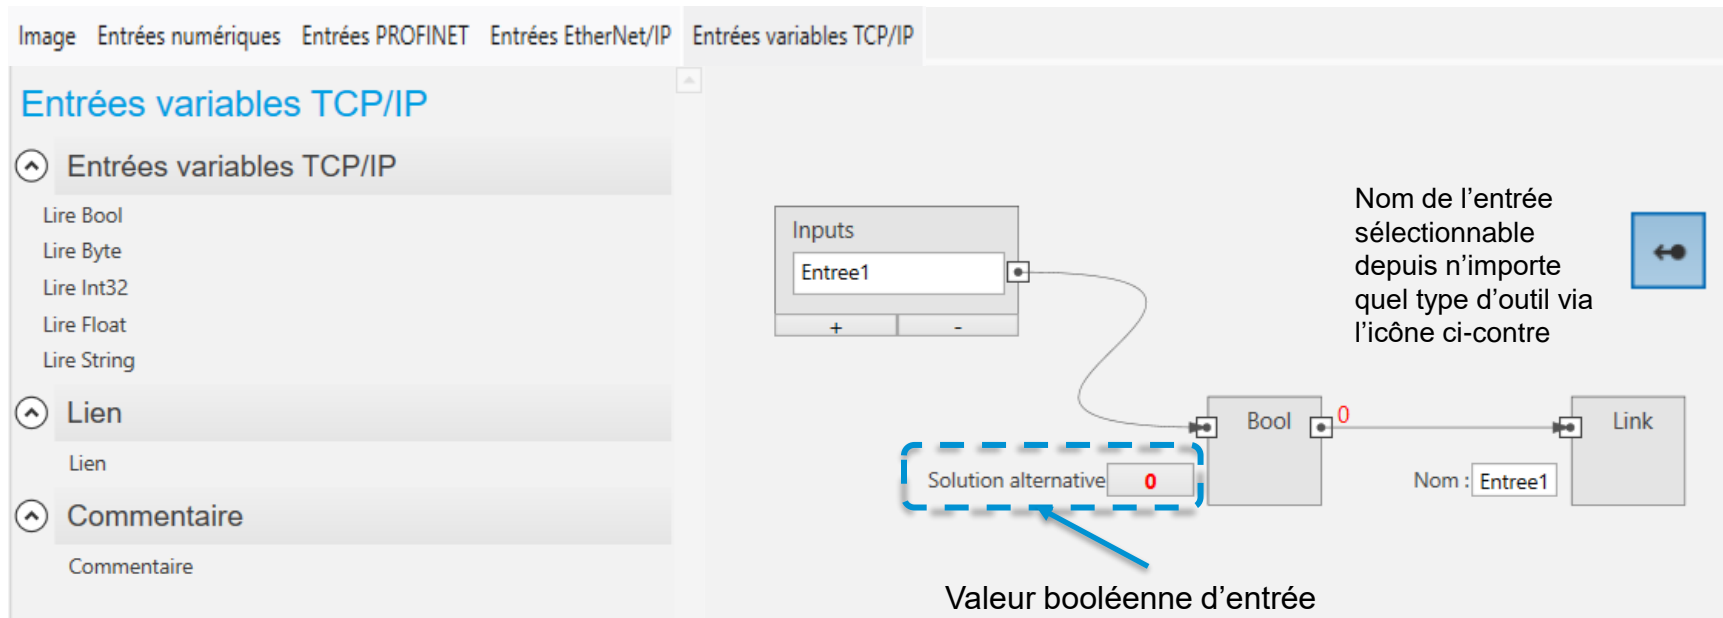 Image Entrées numériques Entrées PROFINET Entrées EtherNet/IP Entrées variables TCP/IP
Entrées variables TCP/IP
Entrées variables TCP/IP
Lire Bool
Lire Byte
Lire Int32
Lire Float
Lire String
Lien
Lien
Commentaire
Commentaire
Inputs
Entree1
+ -
Nom de l’entrée
sélectionnable
depuis n’importe
quel type d’outil via
l’icône ci-contre
Bool
0
Link
Solution alternative 0
Nom : Entree1
Valeur booléenne d’entrée